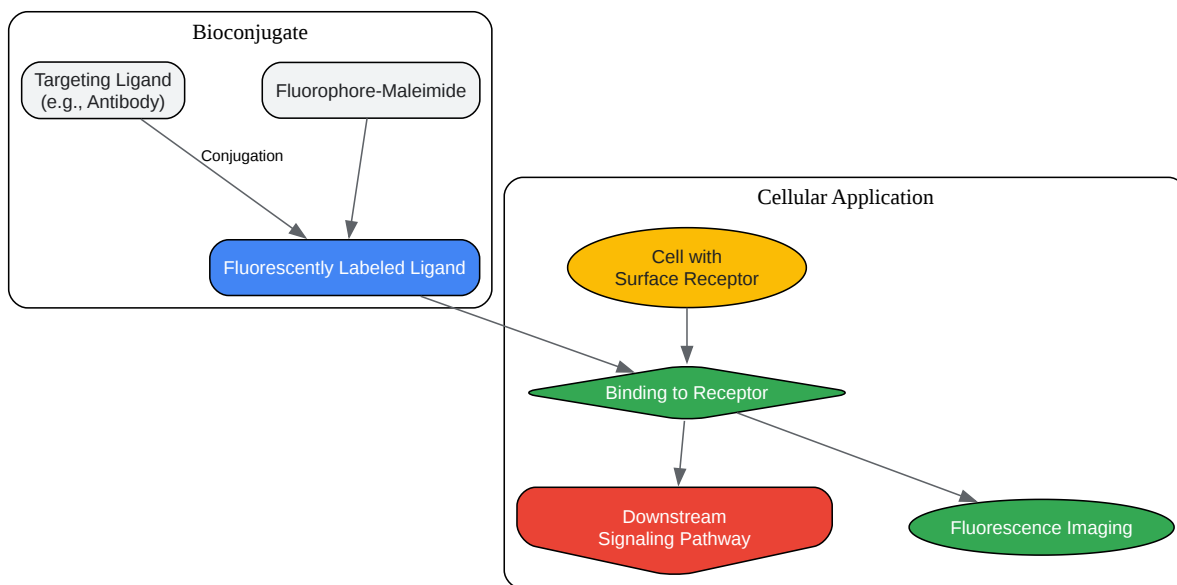 Bioconjugate
Targeting Ligand
(e.g., Antibody)
Fluorophore-Maleimide
Conjugation
Fluorescently Labeled Ligand
Cellular Application
Cell with
Surface Receptor
Binding to Receptor
Downstream
Signaling Pathway
Fluorescence Imaging